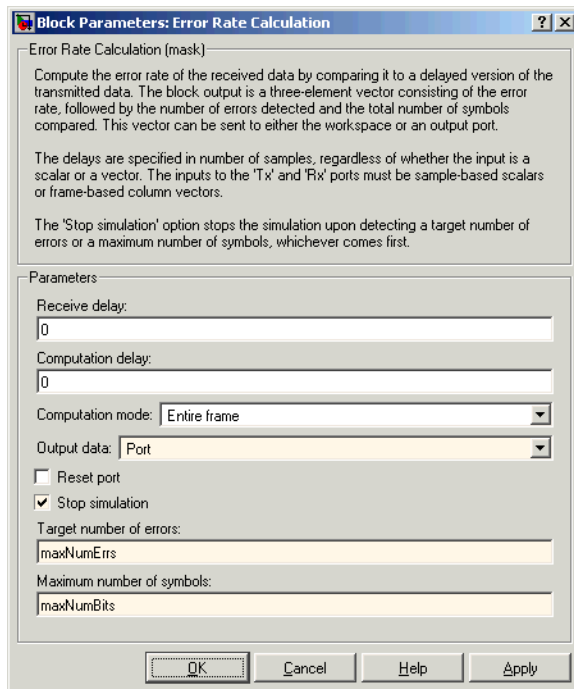 Block Parameters: Error Rate Calculation
Error Rate Calculation (mask)
Compute the error rate of the received data by comparing it to a delayed version of the
transmitted data. The block output is a three-element vector consisting of the error
rate, followed by the number of errors detected and the total number of symbols
compared. This vector can be sent to either the workspace or an output port.
The delays are specified in number of samples, regardless of whether the input is a
scalar or a vector. The inputs to the 'Tx' and 'Rx' ports must be sample-based scalars
or frame-based column vectors.
The 'Stop simulation' option stops the simulation upon detecting a target number of
errors or a maximum number of symbols, whichever comes first.
Parameters
Receive delay:
0
Computation delay:
0
Computation mode: Entire frame
Output data: Port
Reset port
Stop simulation
Target number of errors:
maxNumErrs
Maximum number of symbols:
maxNumBits
OK Cancel Help Apply